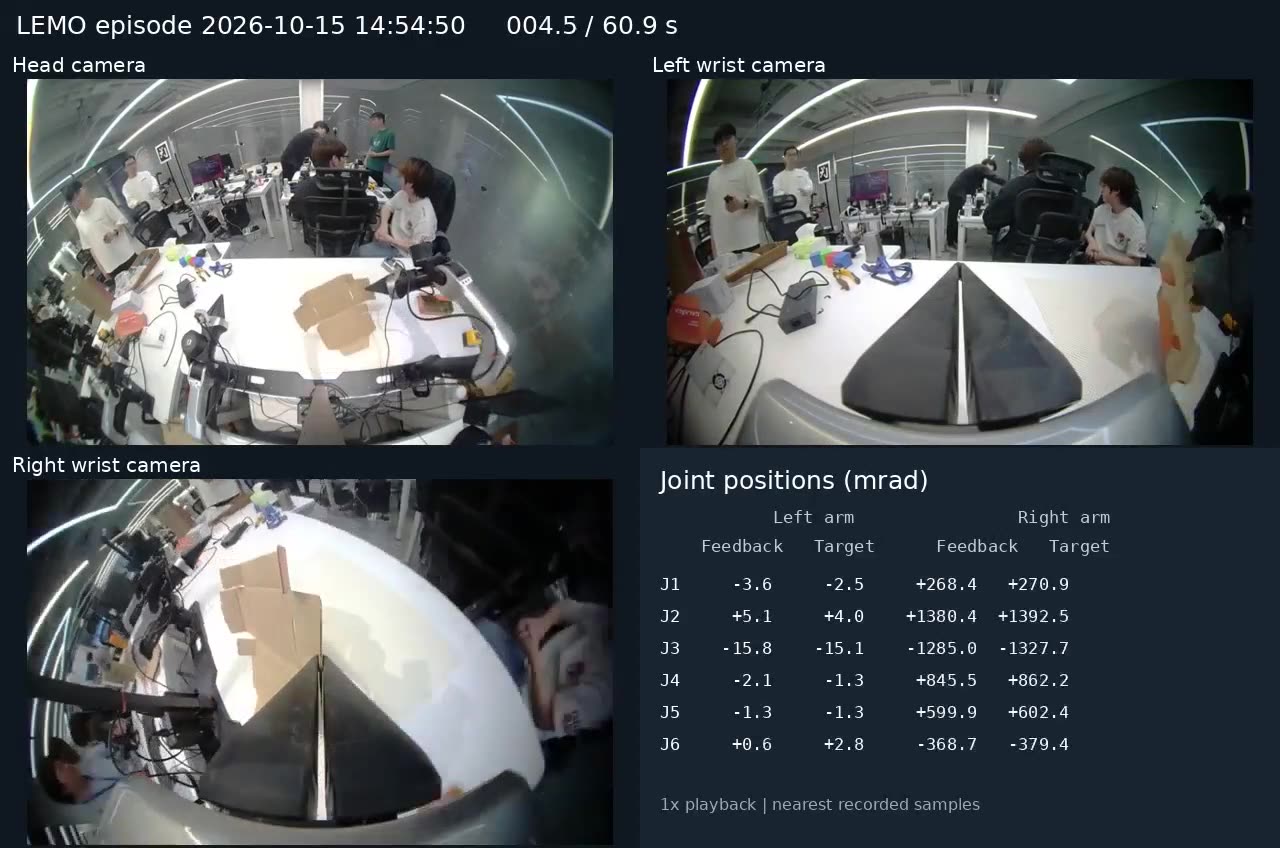 LEMO episode 2026-10-15 14:54:50 004.5 / 60.9 s
Head camera
Left wrist camera
Right wrist camera
Joint positions (mrad)
Left arm Right arm
Feedback Target Feedback Target
J1 -3.6 -2.5 +268.4 +270.9
J2 +5.1 +4.0 +1380.4 +1392.5
J3 -15.8 -15.1 -1285.0 -1327.7
J4 -2.1 -1.3 +845.5 +862.2
J5 -1.3 -1.3 +599.9 +602.4
J6 +0.6 +2.8 -368.7 -379.4
1x playback | nearest recorded samples